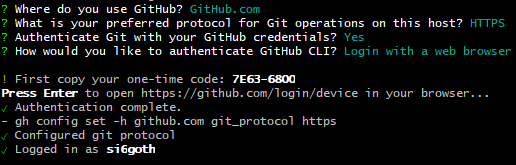 ? Where do you use GitHub? GitHub.com
? What is your preferred protocol for Git operations on this host? HTTPS
? Authenticate Git with your GitHub credentials? Yes
? How would you like to authenticate GitHub CLI? Login with a web browser
! First copy your one-time code: 7E63-6800
Press Enter to open https://github.com/login/device in your browser...
✓ Authentication complete.
- gh config set -h github.com git_protocol https
✓ Configured git protocol
✓ Logged in as si6goth